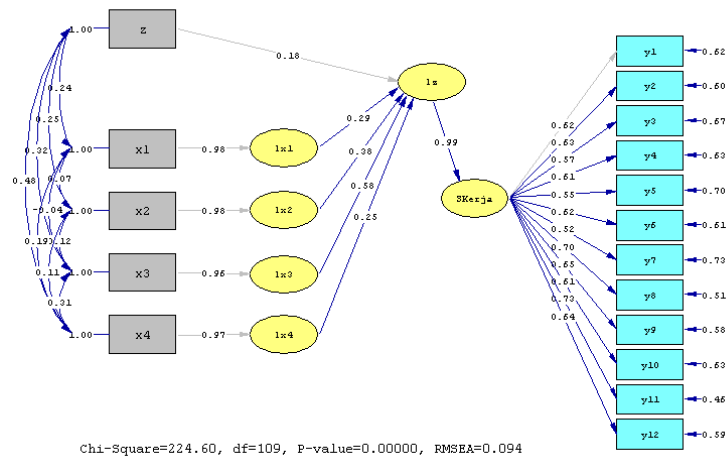 1.00
z
y1
0.62
0.18
lz
y2
0.60
0.24
0.25
0.29
y3
0.67
0.62
0.63
1.00
x1
0.98
lx1
0.38
0.99
0.57
y4
0.63
0.32
0.61
0.48
0.07
0.58
0.55
y5
0.70
1.00
x2
0.98
lx2
0.25
SKerja
0.62
y6
0.61
-0.04
0.52
0.19
0.12
0.70
y7
0.73
1.00
x3
0.96
lx3
0.65
0.11
0.61
y8
0.51
0.31
0.73
0.64
1.00
x4
0.97
lx4
y9
0.58
y10
0.63
y11
0.46
y12
0.59
Chi-Square=224.60, df=109, P-value=0.00000, RMSEA=0.094